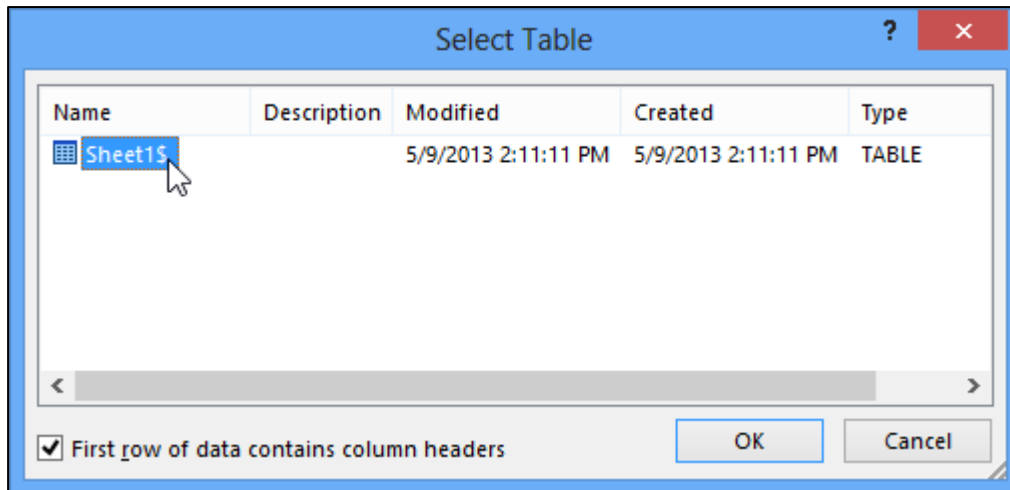 Select Table
?
Name Description Modified Created Type
Sheet1$ 5/9/2013 2:11:11 PM 5/9/2013 2:11:11 PM TABLE
First row of data contains column headers
OK Cancel